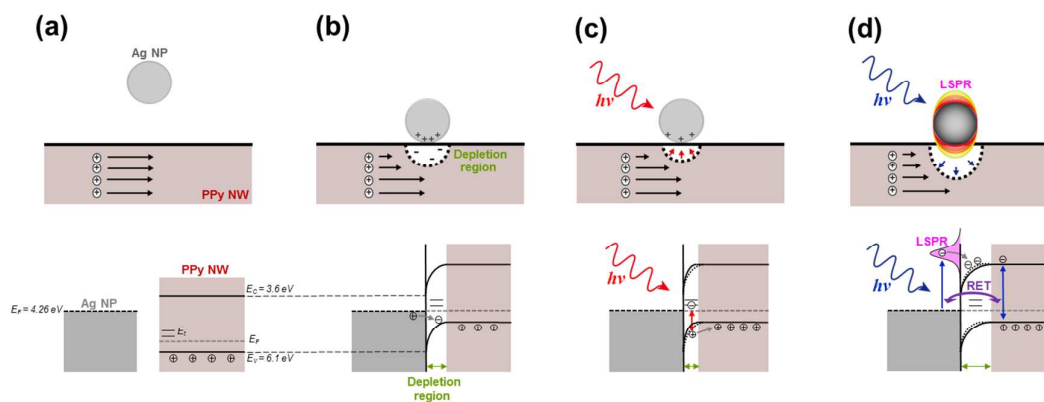 (a)
(b)
(c)
(d)
Ag NP
PPy NW
Depletion
region
hν
hν
LSPR
PPy NW
Ag NP
E_F = 4.26 eV
E_C = 3.6 eV
E_T
E_F
E_V = 6.1 eV
Depletion
region
hν
hν
LSPR
RET